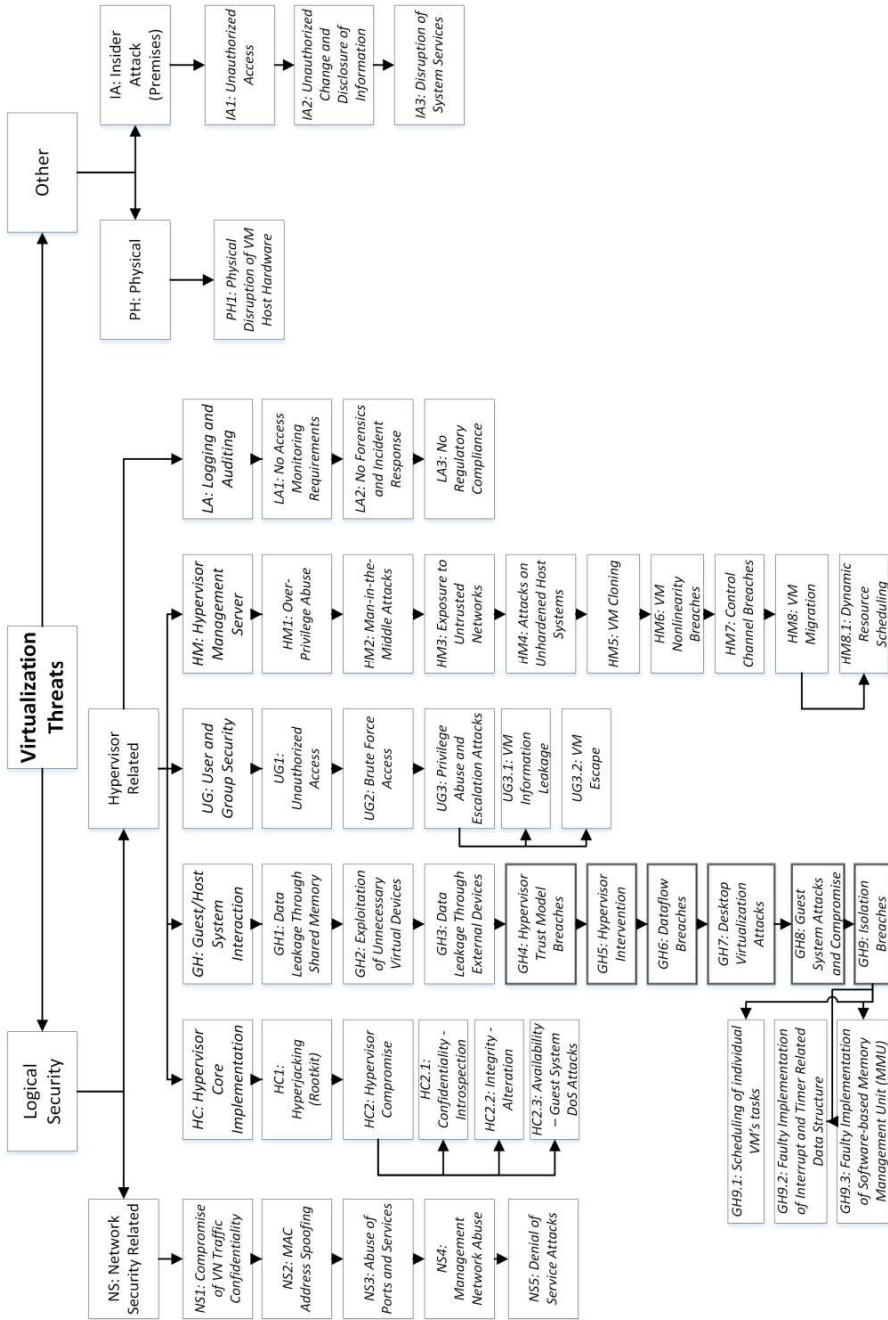 Virtualization
Threats
Logical
Security
Other
NS: Network
Security Related
Hypervisor
Related
PH: Physical
IA: Insider
Attack
(Premises)
NS1: Compromise
of VN Traffic
Confidentiality
NS2: MAC
Address Spoofing
NS3: Abuse of
Ports and Services
NS4:
Management
Network Abuse
NS5: Denial of
Service Attacks
HC: Hypervisor
Core
Implementation
HC1:
Hyperjacking
(Rootkit)
HC2: Hypervisor
Compromise
HC2.1:
Confidentiality -
Introspection
HC2.2: Integrity -
Alteration
HC2.3: Availability
– Guest System
DoS Attacks
GH: Guest/Host
System
Interaction
GH1: Data
Leakage Through
Shared Memory
GH2: Exploitation
of Unnecessary
Virtual Devices
GH3: Data
Leakage Through
External Devices
GH4: Hypervisor
Trust Model
Breaches
GH5: Hypervisor
Intervention
GH6: Dataflow
Breaches
GH7: Desktop
Virtualization
Attacks
GH8: Guest
System Attacks
and Compromise
GH9: Isolation
Breaches
GH9.1: Scheduling of individual
VM's tasks
GH9.2: Faulty Implementation
of Interrupt and Timer Related
Data Structure
GH9.3: Faulty Implementation
of Software-based Memory
Management Unit (MMU)
UG: User and
Group Security
UG1:
Unauthorized
Access
UG2: Brute Force
Access
UG3: Privilege
Abuse and
Escalation Attacks
UG3.1: VM
Information
Leakage
UG3.2: VM
Escape
HM: Hypervisor
Management
Server
HM1: Over-
Privilege Abuse
HM2: Man-in-the-
Middle Attacks
HM3: Exposure to
Untrusted
Networks
HM4: Attacks on
Unhardened Host
Systems
HM5: VM Cloning
HM6: VM
Nonlinearity
Breaches
HM7: Control
Channel Breaches
HM8: VM
Migration
HM8.1: Dynamic
Resource
Scheduling
LA: Logging and
Auditing
LA1: No Access
Monitoring
Requirements
LA2: No Forensics
and Incident
Response
LA3: No
Regulatory
Compliance
PH1: Physical
Disruption of VM
Host Hardware
IA1: Unauthorized
Access
IA2: Unauthorized
Change and
Disclosure of
Information
IA3: Disruption of
System Services